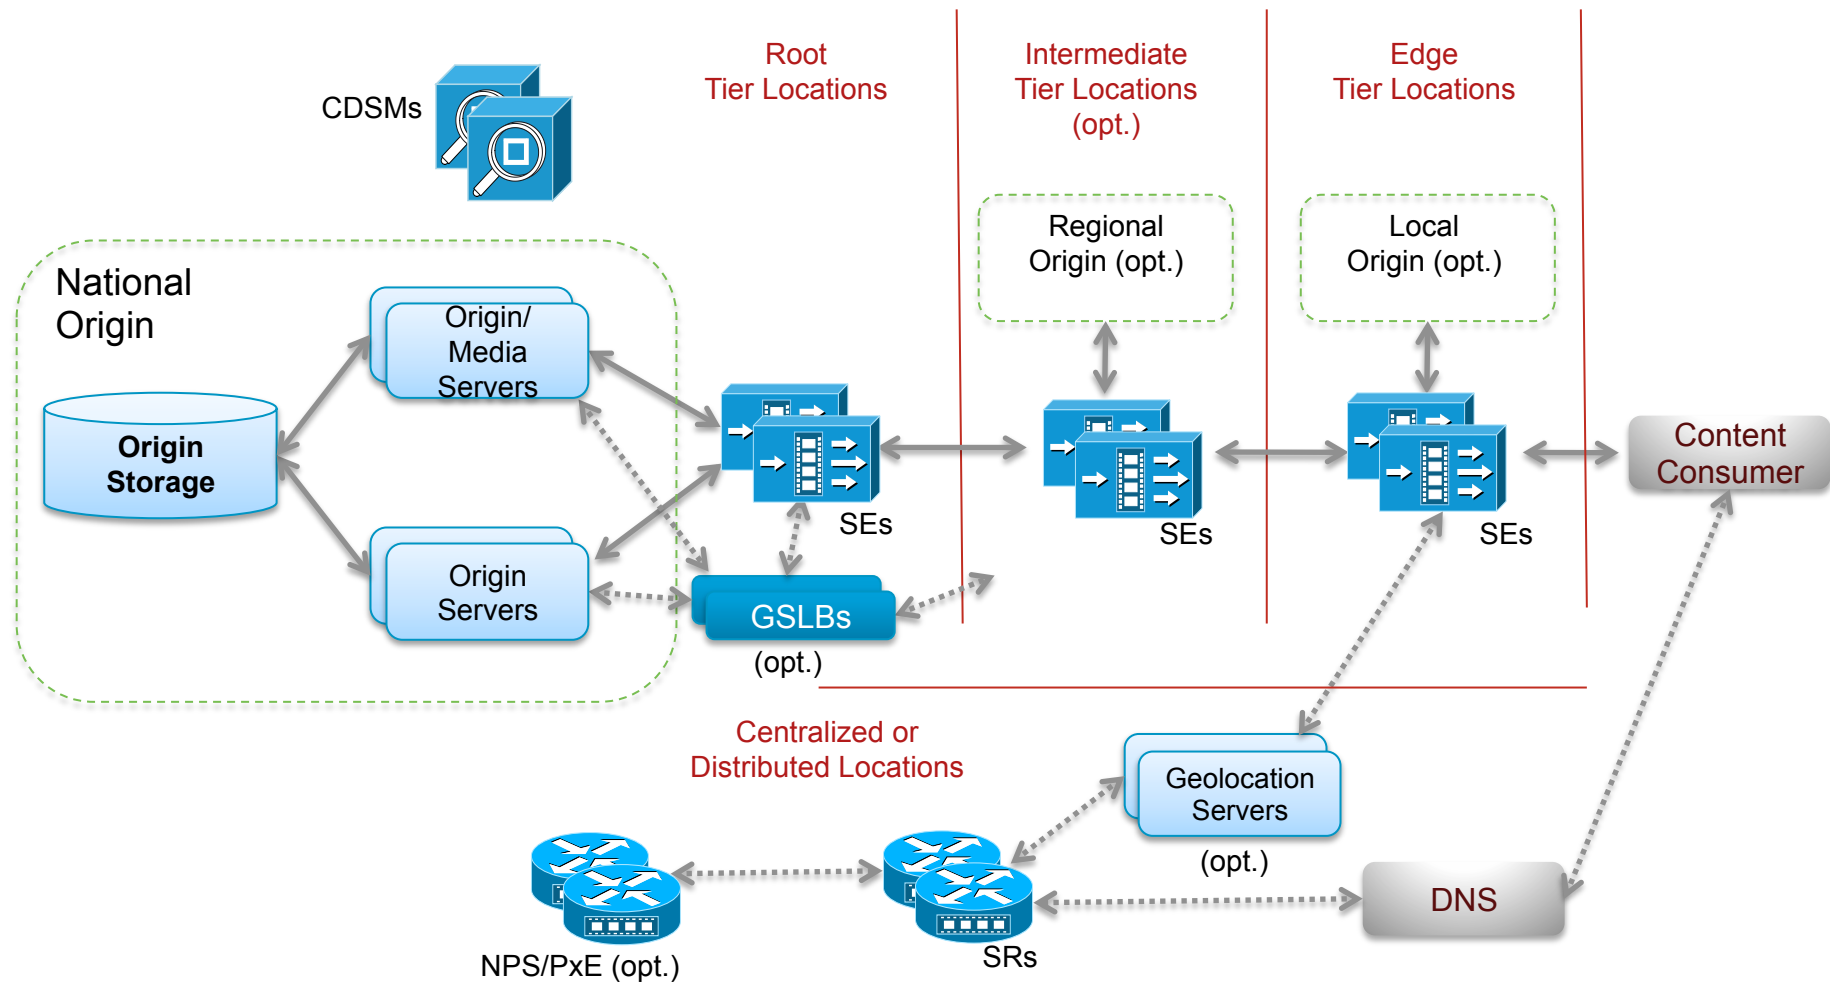 CDSMs
Root
Tier Locations
Intermediate
Tier Locations
(opt.)
Edge
Tier Locations
National
Origin
Origin/
Media
Servers
Origin
Storage
Origin
Servers
Regional
Origin (opt.)
Local
Origin (opt.)
SEs
SEs
SEs
Content
Consumer
GSLBs
(opt.)
Centralized or
Distributed Locations
Geolocation
Servers
(opt.)
DNS
NPS/PxE (opt.)
SRs